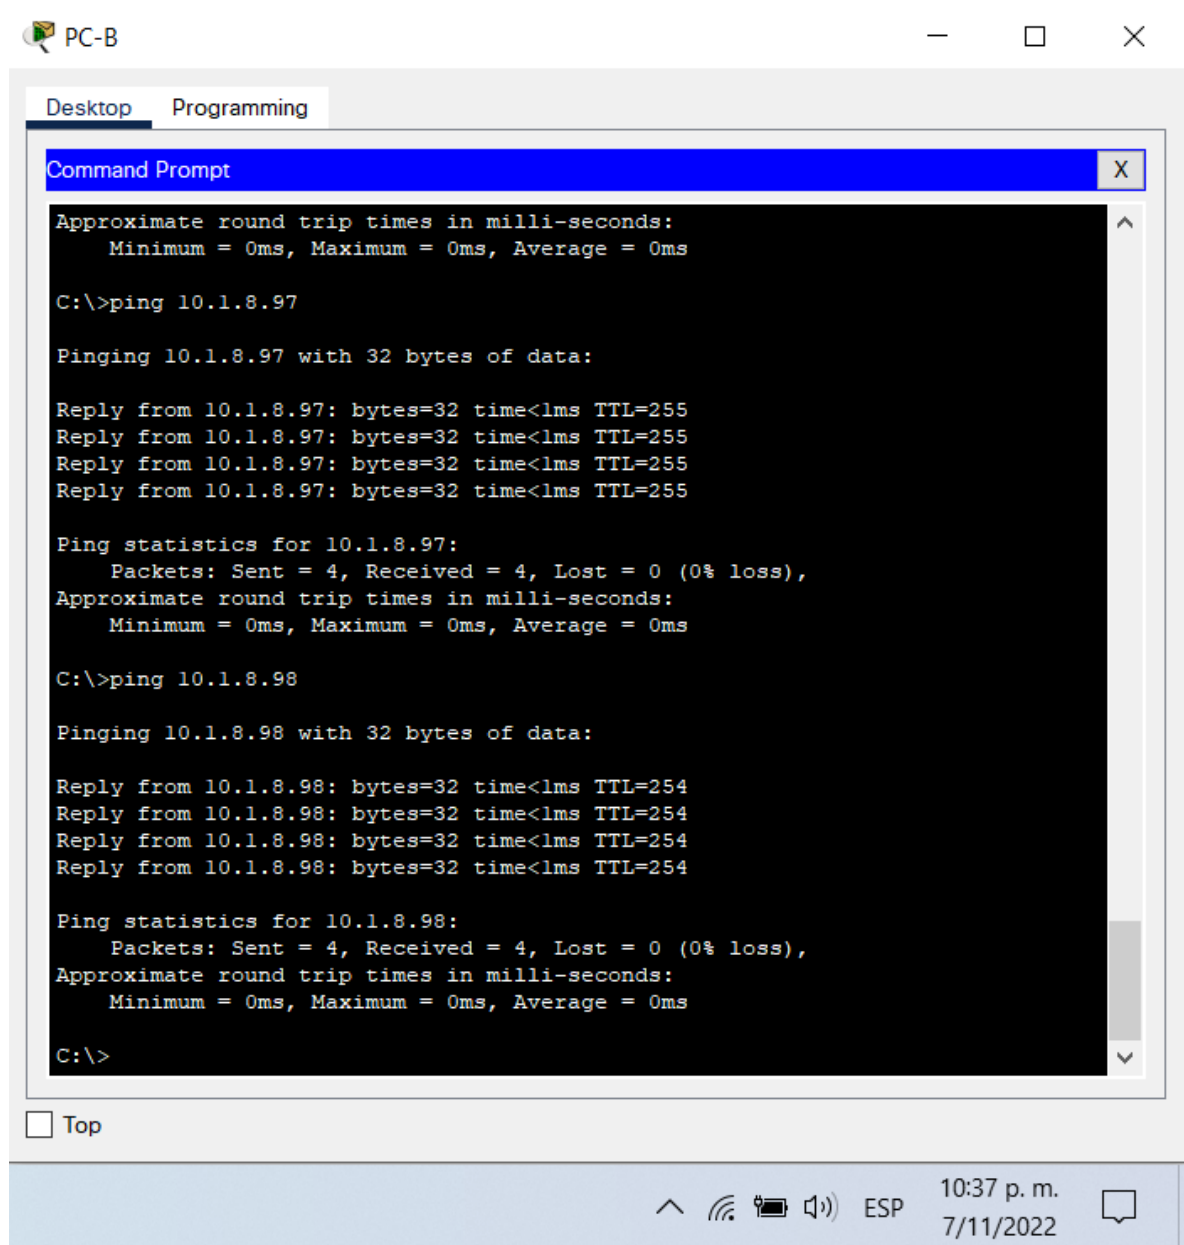 PC-B
Desktop Programming
Command Prompt X
Approximate round trip times in milli-seconds:
    Minimum = 0ms, Maximum = 0ms, Average = 0ms
C:\>ping 10.1.8.97
Pinging 10.1.8.97 with 32 bytes of data:
Reply from 10.1.8.97: bytes=32 time<1ms TTL=255
Reply from 10.1.8.97: bytes=32 time<1ms TTL=255
Reply from 10.1.8.97: bytes=32 time<1ms TTL=255
Reply from 10.1.8.97: bytes=32 time<1ms TTL=255
Ping statistics for 10.1.8.97:
    Packets: Sent = 4, Received = 4, Lost = 0 (0% loss),
Approximate round trip times in milli-seconds:
    Minimum = 0ms, Maximum = 0ms, Average = 0ms
C:\>ping 10.1.8.98
Pinging 10.1.8.98 with 32 bytes of data:
Reply from 10.1.8.98: bytes=32 time<1ms TTL=254
Reply from 10.1.8.98: bytes=32 time<1ms TTL=254
Reply from 10.1.8.98: bytes=32 time<1ms TTL=254
Reply from 10.1.8.98: bytes=32 time<1ms TTL=254
Ping statistics for 10.1.8.98:
    Packets: Sent = 4, Received = 4, Lost = 0 (0% loss),
Approximate round trip times in milli-seconds:
    Minimum = 0ms, Maximum = 0ms, Average = 0ms
C:\>
Top
ESP
10:37 p. m.
7/11/2022